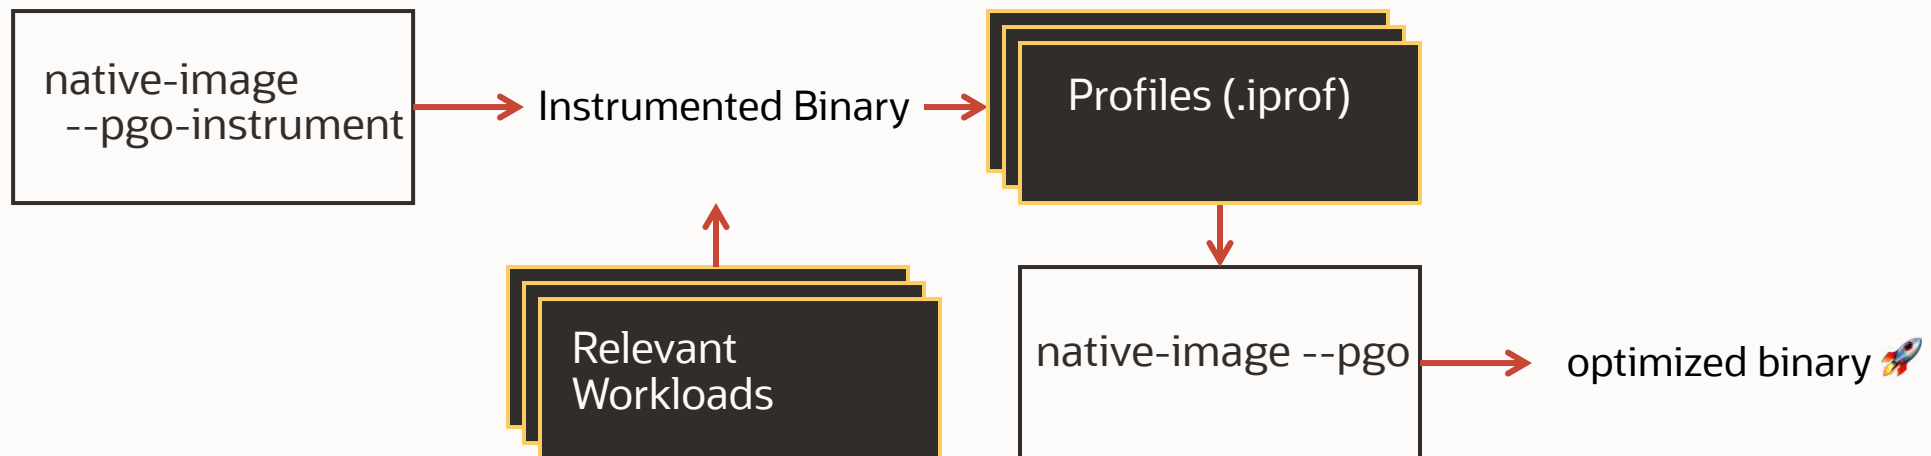 native-image
--pgo-instrument
Instrumented Binary
Profiles (.iprof)
Relevant
Workloads
native-image --pgo
optimized binary 🚀